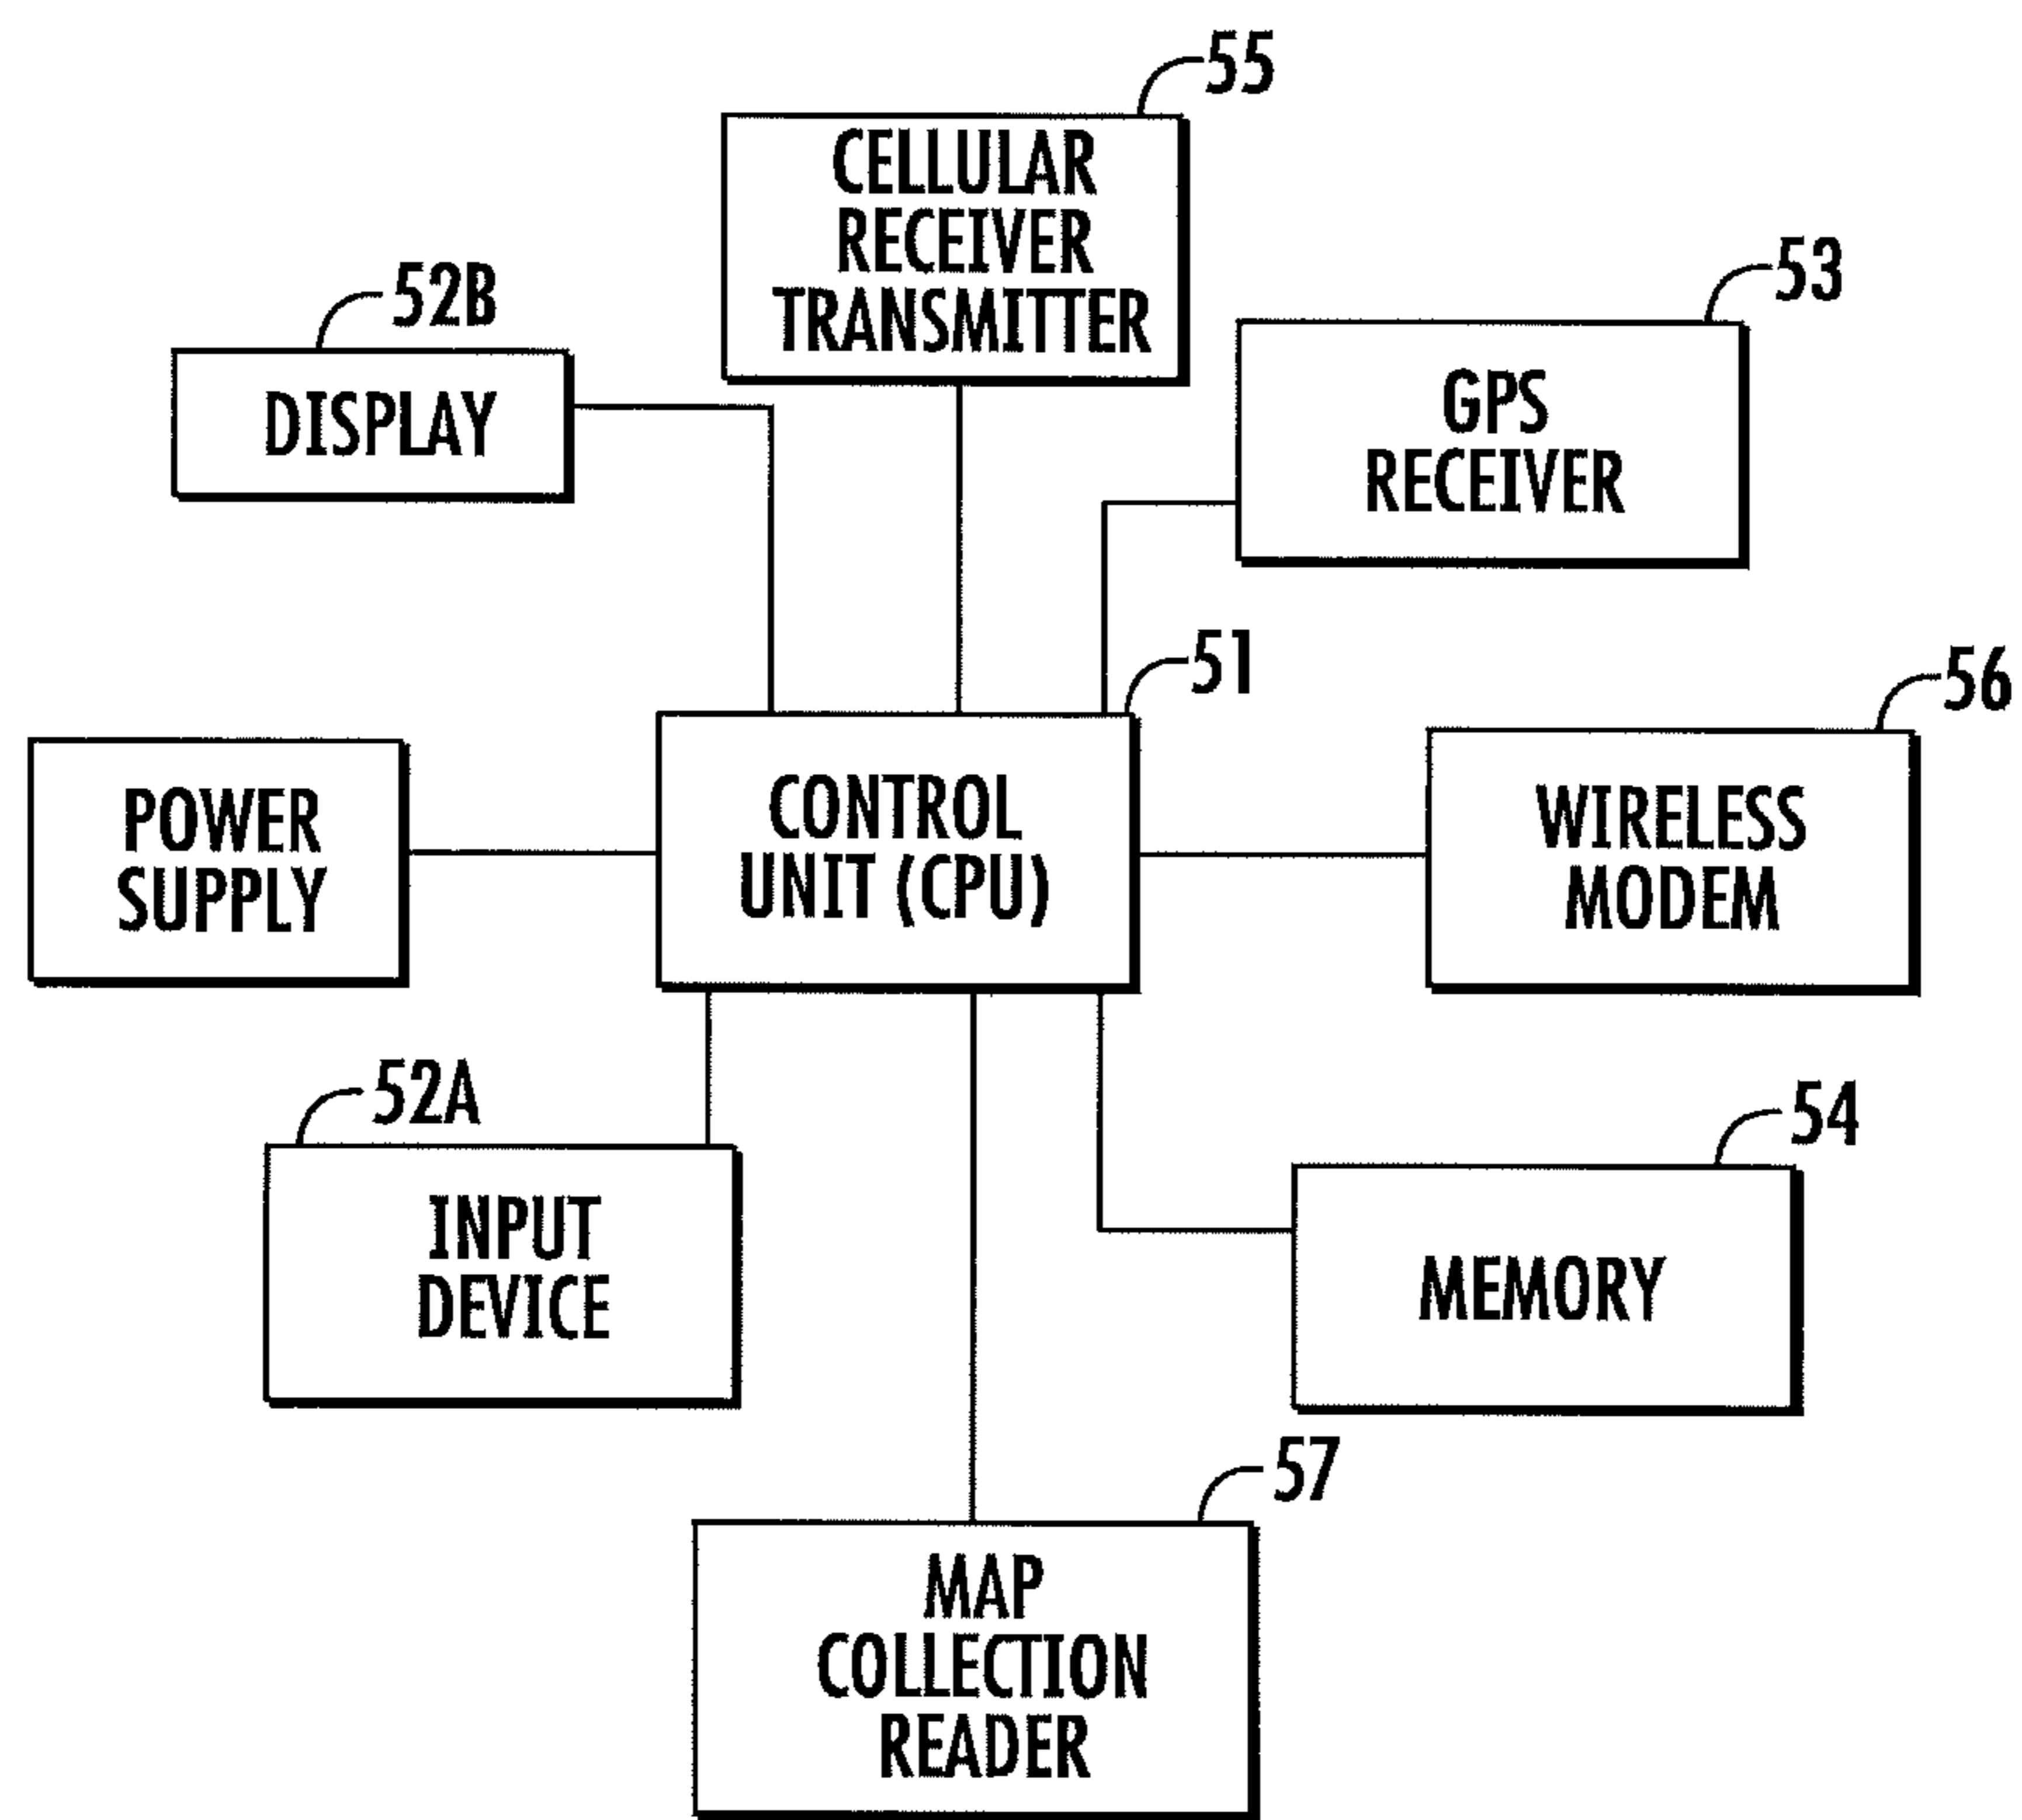 55
CELLULAR
RECEIVER
TRANSMITTER
53
GPS
RECEIVER
52B
DISPLAY
51
CONTROL
UNIT (CPU)
56
WIRELESS
MODEM
POWER
SUPPLY
52A
INPUT
DEVICE
54
MEMORY
57
MAP
COLLECTION
READER